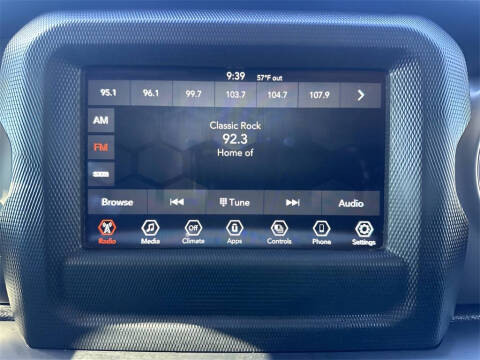 9:39 57°F out
95.1 96.1 99.7 103.7 104.7 107.9
AM
Classic Rock
92.3
FM
Home of
Browse Tune Audio
Radio Media Off Climate Apps Controls Phone Settings